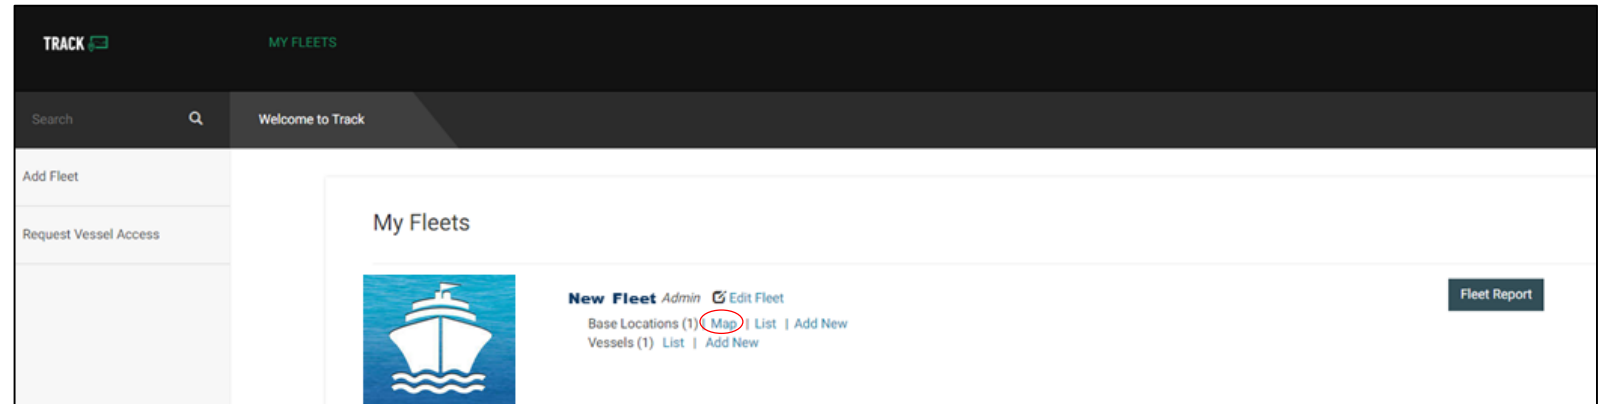 TRACK
MY FLEETS
Search
Welcome to Track
Add Fleet
Request Vessel Access
My Fleets
New Fleet Admin Edit Fleet
Fleet Report
Base Locations (1) | Map | List | Add New
Vessels (1) List | Add New